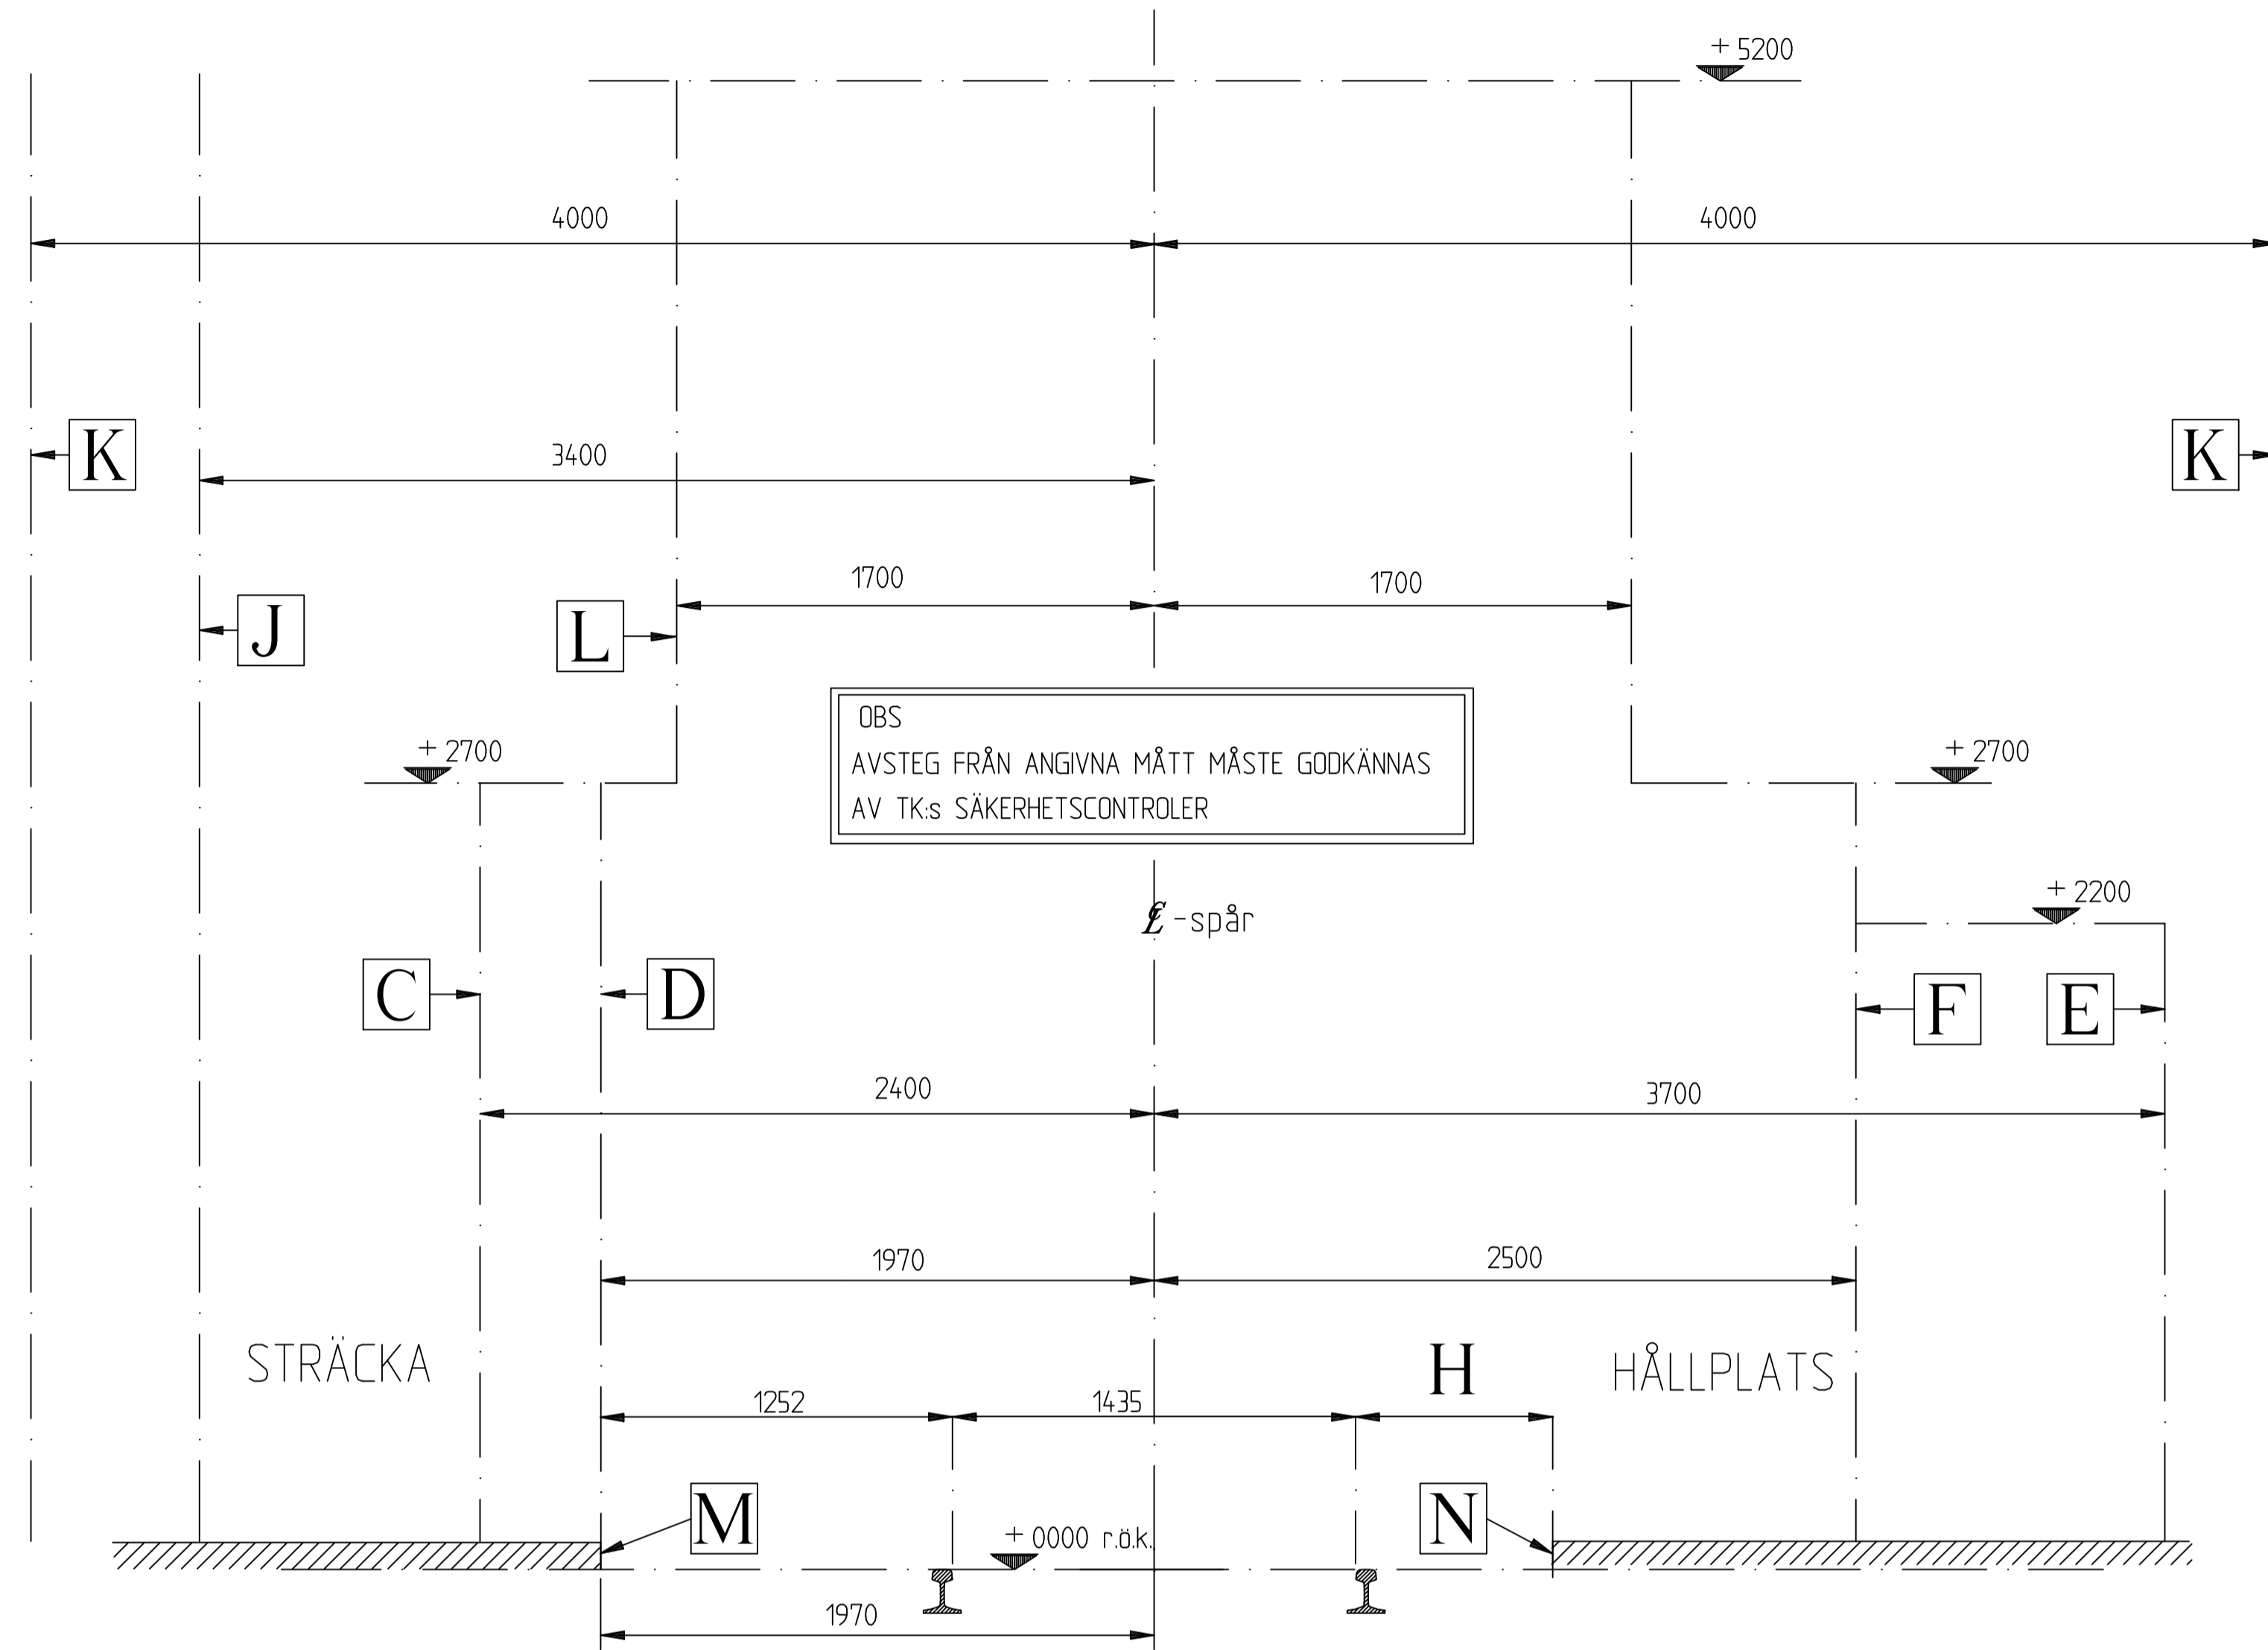 + 5200
4000
4000
K
K
3400
1700
1700
J
L
OBS
AVSTEG FRÅN ANGIVNA MÅTT MÅSTE GODKÄNNAS
AV TK:s SÄKERHETSCONTROLER
+ 2700
+ 2700
+ 2200
-spår
C
D
F
E
2400
3700
1970
2500
STRÄCKA
H
HÅLLPLATS
1252
1435
M
N
+ 0000 r.ö.k.
1970